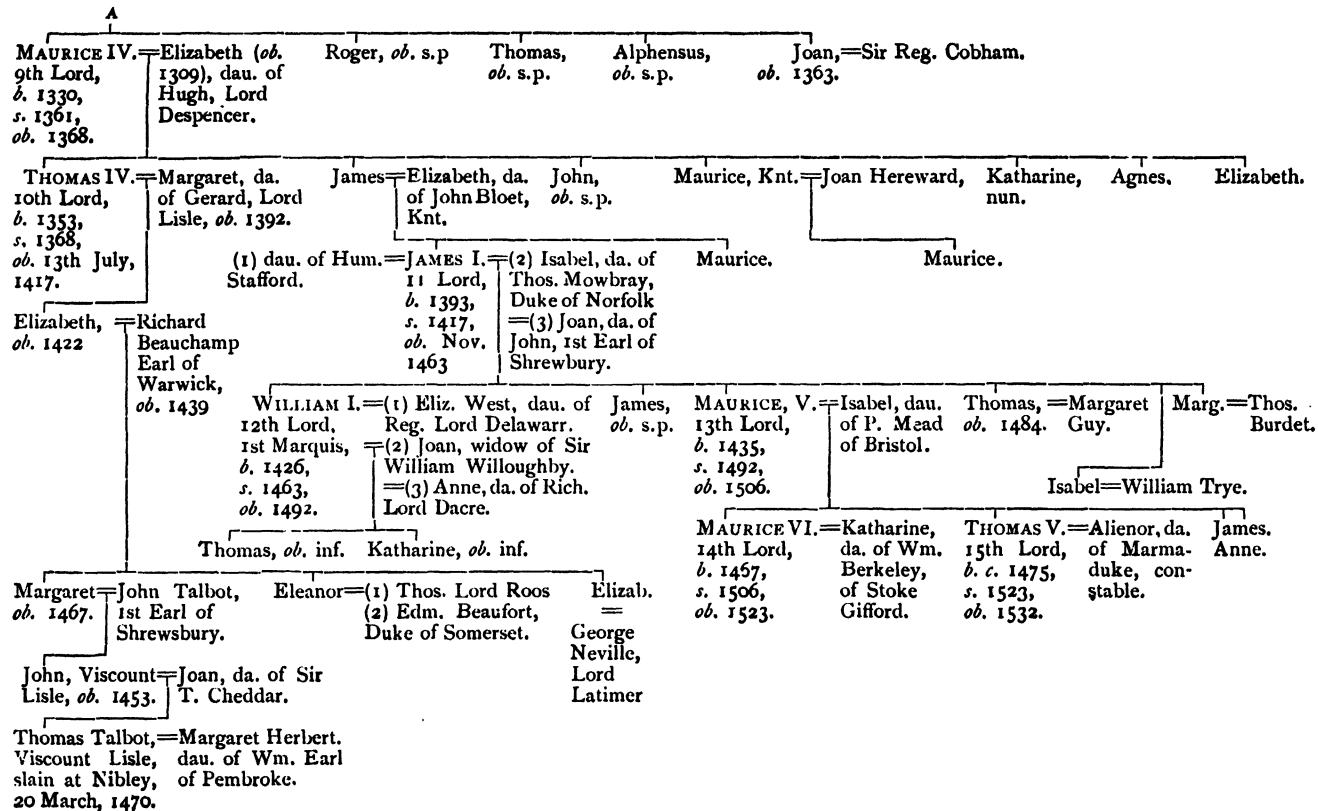 A
MAURICE IV.=Elizabeth (ob. 1309), dau. of Hugh, Lord Despencer.
9th Lord,
b. 1330,
s. 1361,
ob. 1368.
Roger, ob. s.p
Thomas,
ob. s.p.
Alphensus,
ob. s.p.
Joan,=Sir Reg. Cobham.
ob. 1363.
THOMAS IV.=Margaret, da.
10th Lord,
b. 1353,
s. 1368,
ob. 13th July,
1417.
of Gerard, Lord
Lisle, ob. 1392.
James=Elizabeth, da.
of John Bloet,
Knt.
John,
ob. s.p.
Maurice, Knt.=Joan Hereward,
Katharine,
nun.
Agnes.
Elizabeth.
(1) dau. of Hum.=JAMES I.=(2) Isabel, da. of
Stafford.
11 Lord,
b. 1393,
s. 1417,
ob. Nov.
1463
Thos. Mowbray,
Duke of Norfolk
=(3) Joan, da. of
John, 1st Earl of
Shrewbury.
Maurice.
Maurice.
Elizabeth,=Richard
ob. 1422
Beauchamp
Earl of
Warwick,
ob. 1439
WILLIAM I.=(1) Eliz. West, dau. of
12th Lord,
1st Marquis,
b. 1426,
s. 1463,
ob. 1492.
Reg. Lord Delawarr.
=(2) Joan, widow of Sir
William Willoughby.
=(3) Anne, da. of Rich.
Lord Dacre.
James,
ob. s.p.
MAURICE, V.=Isabel, dau.
13th Lord,
b. 1435,
s. 1492,
ob. 1506.
of P. Mead
of Bristol.
Thomas,=Margaret
ob. 1484.
Guy.
Marg.=Thos.
Burdet.
Isabel=William Trye.
Thomas, ob. inf.
Katharine, ob. inf.
MAURICE VI.=Katharine,
14th Lord,
b. 1467,
s. 1506,
ob. 1523.
da. of Wm.
Berkeley,
of Stoke
Gifford.
THOMAS V.=Alienor, da.
15th Lord,
b. c. 1475,
s. 1523,
ob. 1532.
of Marma-
duke, con-
stable.
James.
Anne.
Margaret=John Talbot,
ob. 1467.
1st Earl of
Shrewsbury.
Eleanor=(1) Thos. Lord Roos
(2) Edm. Beaufort,
Duke of Somerset.
Elizab.
=
George
Neville,
Lord
Latimer
John, Viscount=Joan, da. of Sir
Lisle, ob. 1453.
T. Cheddar.
Thomas Talbot,=Margaret Herbert.
Viscount Lisle,
slain at Nibley,
20 March, 1470.
dau. of Wm. Earl
of Pembroke.